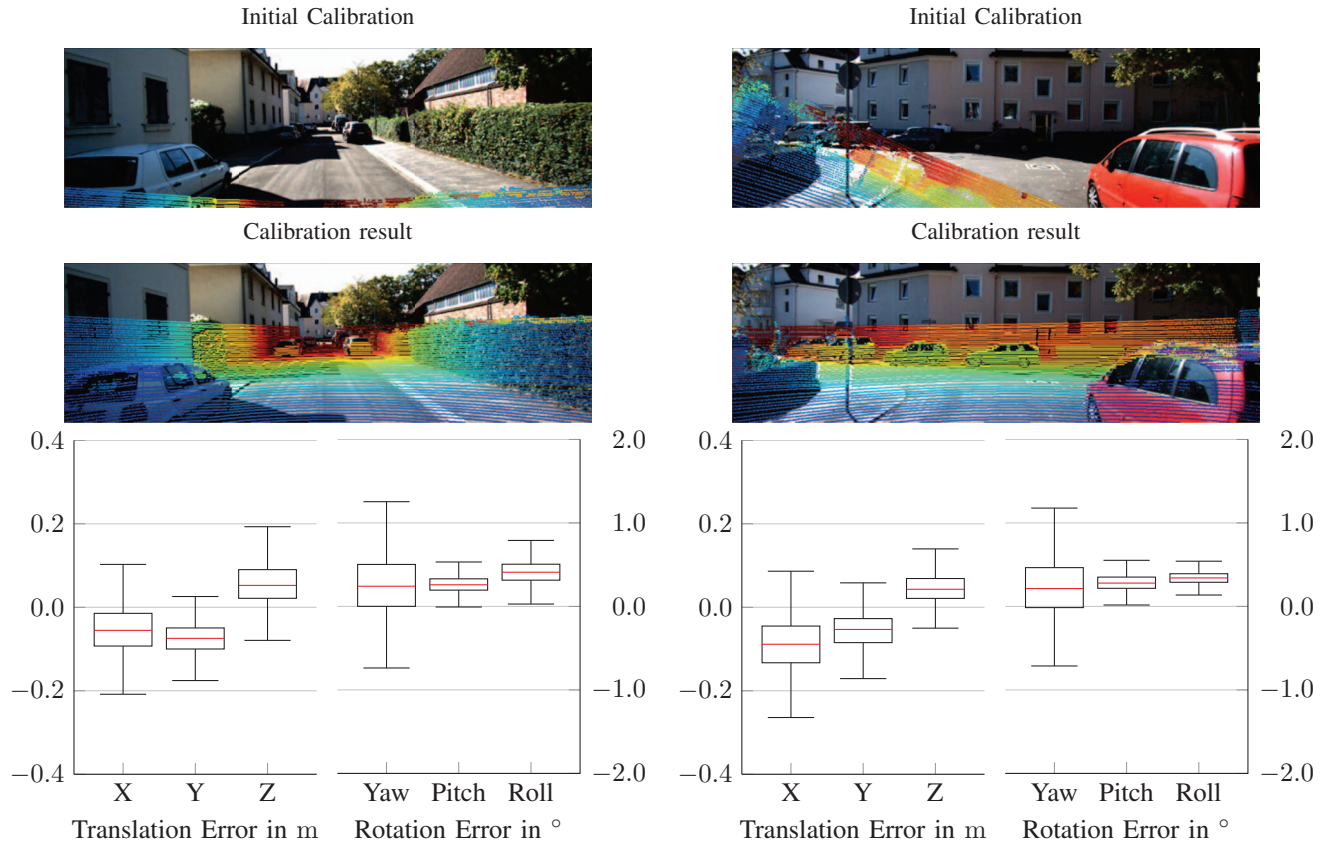 Initial Calibration
Initial Calibration
Calibration result
Calibration result
0.4
0.2
0.0
−0.2
−0.4
2.0
1.0
0.0
−1.0
−2.0
X Y Z
Yaw Pitch Roll
Translation Error in m
Rotation Error in °
0.4
0.2
0.0
−0.2
−0.4
2.0
1.0
0.0
−1.0
−2.0
X Y Z
Yaw Pitch Roll
Translation Error in m
Rotation Error in °